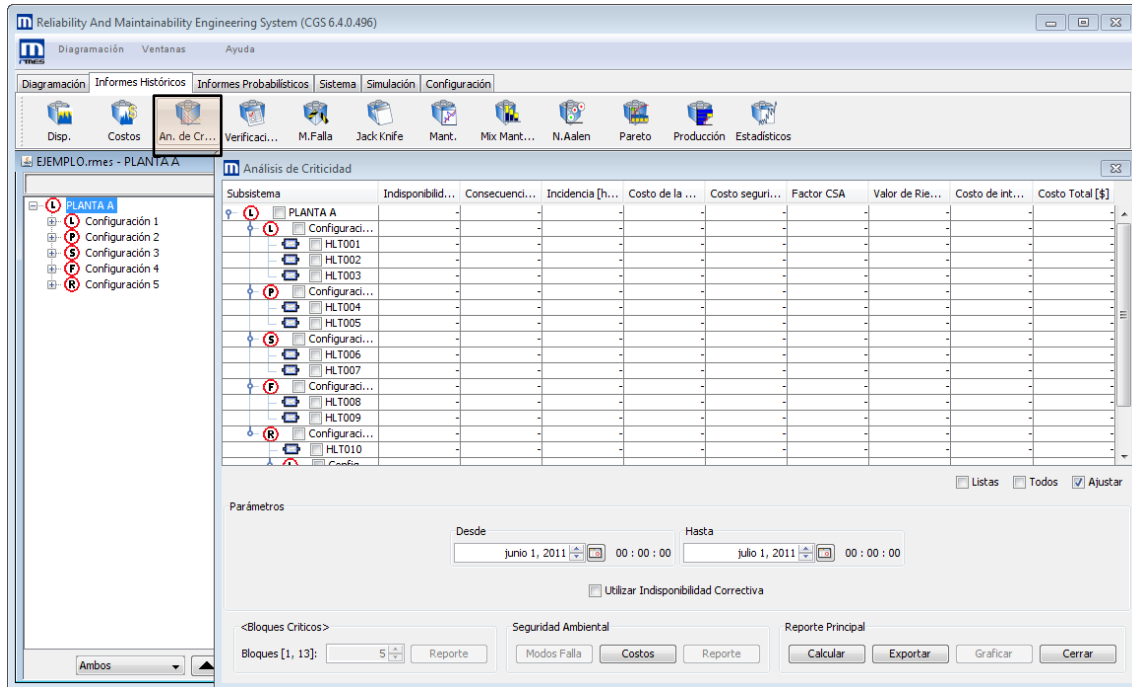 Reliability And Maintainability Engineering System (CGS 6.4.0.496)
Diagramación Ventanas Ayuda
rmes
Diagramación Informes Históricos Informes Probabilísticos Sistema Simulación Configuración
Disp. Costos An. de Cr... Verificaci... M.Falla Jack Knife Mant. Mix Mant... N.Aalen Pareto Producción Estadísticos
EJEMPLO.rmes - PLANTA A
PLANTA A
Configuración 1
Configuración 2
Configuración 3
Configuración 4
Configuración 5
Ambos
Análisis de Criticidad
Subsistema Indisponibilid... Consecuenci... Incidencia [h... Costo de la ... Costo seguri... Factor CSA Valor de Rie... Costo de int... Costo Total [$]
L PLANTA A - - - - - - - - -
L Configuraci... - - - - - - - - -
HLT001 - - - - - - - - -
HLT002 - - - - - - - - -
HLT003 - - - - - - - - -
P Configuraci... - - - - - - - - -
HLT004 - - - - - - - - -
HLT005 - - - - - - - - -
S Configuraci... - - - - - - - - -
HLT006 - - - - - - - - -
HLT007 - - - - - - - - -
F Configuraci... - - - - - - - - -
HLT008 - - - - - - - - -
HLT009 - - - - - - - - -
R Configuraci... - - - - - - - - -
HLT010 - - - - - - - - -
Listas Todos Ajustar
Parámetros
Desde Hasta
junio 1, 2011 00 : 00 : 00 julio 1, 2011 00 : 00 : 00
Utilizar Indisponibilidad Correctiva
<Bloques Criticos> Seguridad Ambiental Reporte Principal
Bloques [1, 13]: 5 Reporte Modos Falla Costos Reporte Calcular Exportar Graficar Cerrar